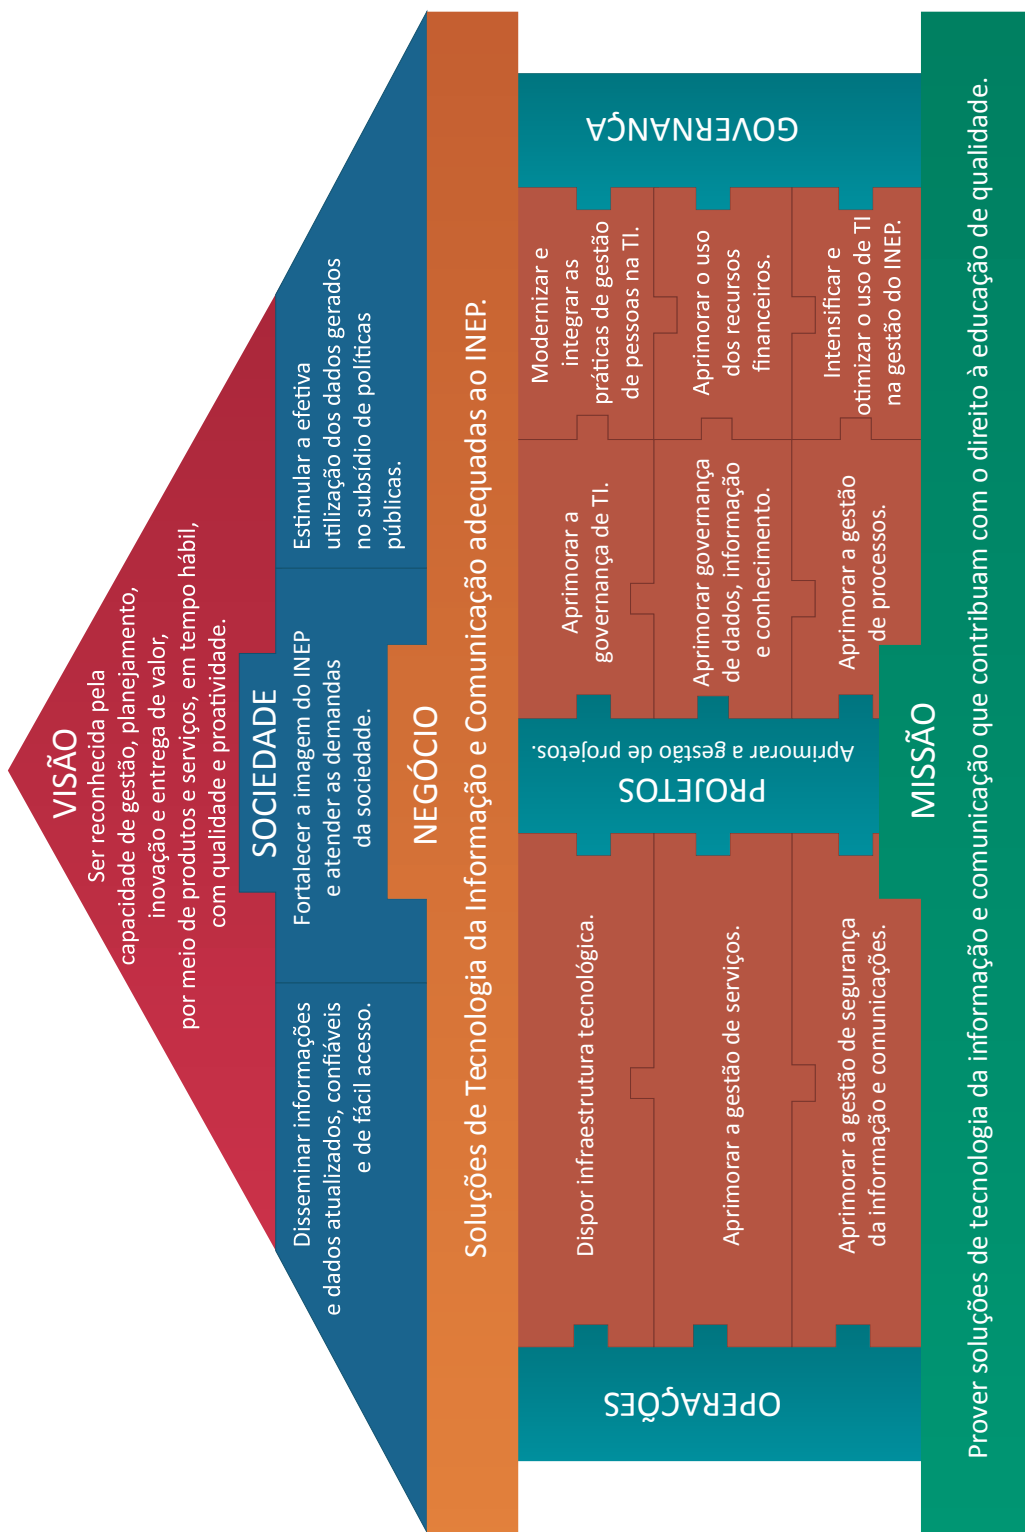 VISÃO
Ser reconhecida pela
capacidade de gestão, planejamento,
inovação e entrega de valor,
por meio de produtos e serviços, em tempo hábil,
com qualidade e proatividade.
SOCIEDADE
Disseminar informações
e dados atualizados, confiáveis
e de fácil acesso.
Fortalecer a imagem do INEP
e atender as demandas
da sociedade.
Estimular a efetiva
utilização dos dados gerados
no subsídio de políticas
públicas.
NEGÓCIO
Soluções de Tecnologia da Informação e Comunicação adequadas ao INEP.
OPERAÇÕES
Dispor infraestrutura tecnológica.
Aprimorar a gestão de serviços.
Aprimorar a gestão de segurança
da informação e comunicações.
PROJETOS
Aprimorar a gestão de projetos.
Aprimorar a
governança de TI.
Aprimorar governança
de dados, informação
e conhecimento.
Aprimorar a gestão
de processos.
Modernizar e
integrar as
práticas de gestão
de pessoas na TI.
Aprimorar o uso
dos recursos
financeiros.
Intensificar e
otimizar o uso de TI
na gestão do INEP.
GOVERNANÇA
MISSÃO
Prover soluções de tecnologia da informação e comunicação que contribuam com o direito à educação de qualidade.